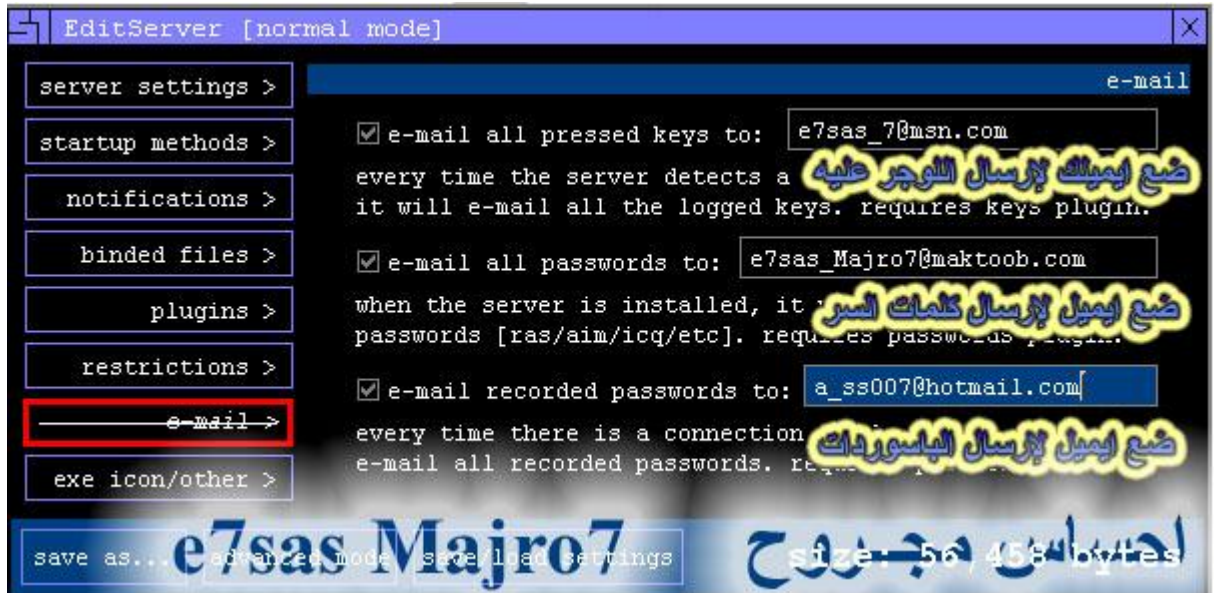 EditServer [normal mode]
server settings >
startup methods >
notifications >
binded files >
plugins >
restrictions >
e-mail >
exe icon/other >
e-mail
e-mail all pressed keys to: e7sas_7@msn.com
ضع ايميلك لإرسال اللوجر عليه
every time the server detects a
it will e-mail all the logged keys. requires keys plugin.
e-mail all passwords to: e7sas_Majro7@maktoob.com
when the server is installed, it
ضع ايميل لإرسال كلمات السر
passwords [ras/aim/icq/etc]. requires passwords plugin.
e-mail recorded passwords to: a_ss007@hotmail.com
every time there is a connection
ضع ايميل لإرسال الباسوردات
e-mail all recorded passwords.
save as... advanced mode save/load settings size: 56,458 bytes
e7sas Majro7 احساس مجروح